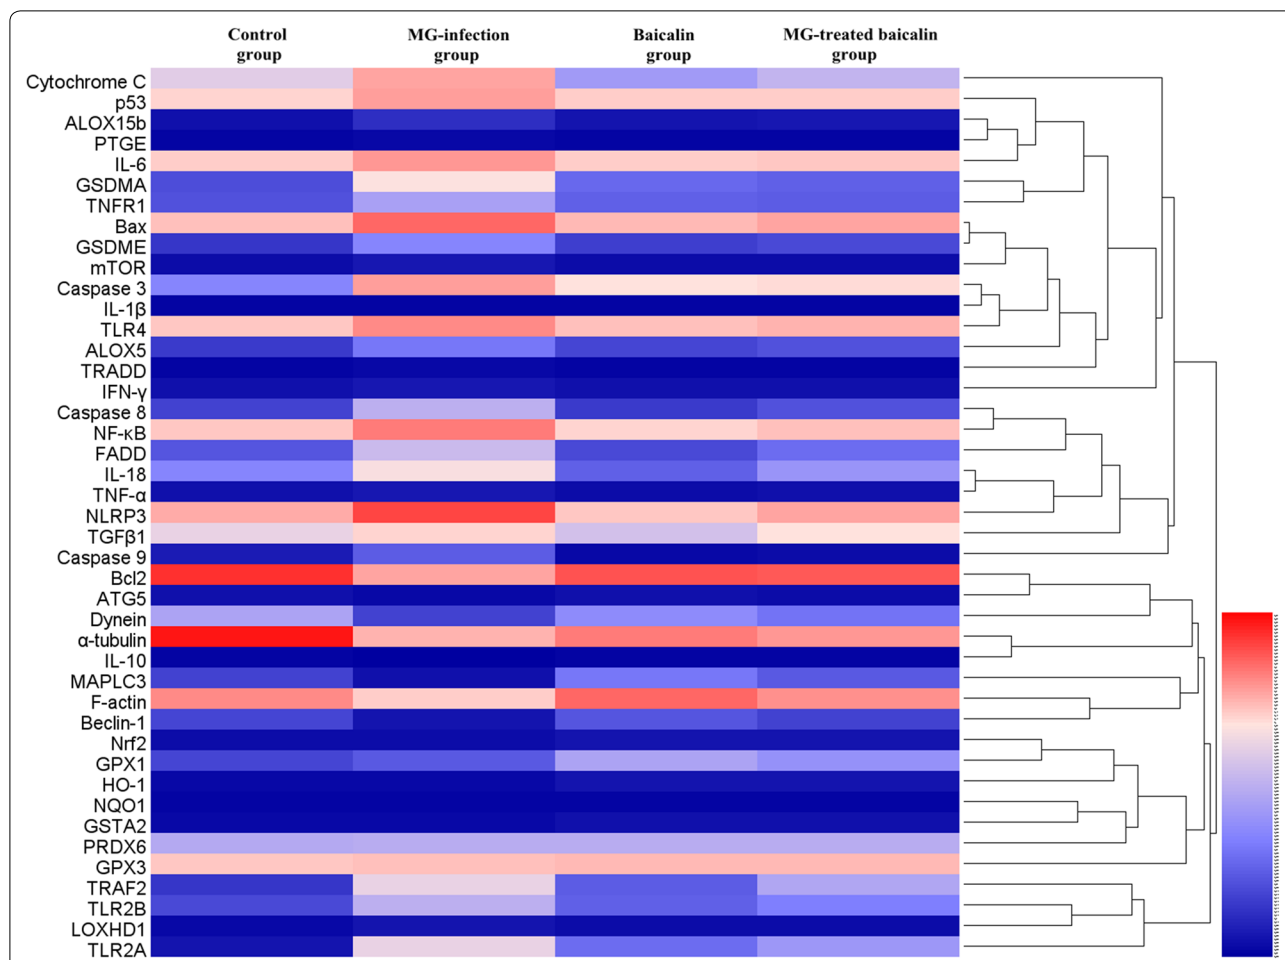 Control group
MG-infection group
Baicalin group
MG-treated baicalin group
Cytochrome C
p53
ALOX15b
PTGE
IL-6
GSDMA
TNFR1
Bax
GSDME
mTOR
Caspase 3
IL-1β
TLR4
ALOX5
TRADD
IFN-γ
Caspase 8
NF-κB
FADD
IL-18
TNF-α
NLRP3
TGFβ1
Caspase 9
Bcl2
ATG5
Dynein
α-tubulin
IL-10
MAPLC3
F-actin
Beclin-1
Nrf2
GPX1
HO-1
NQO1
GSTA2
PRDX6
GPX3
TRAF2
TLR2B
LOXHD1
TLR2A